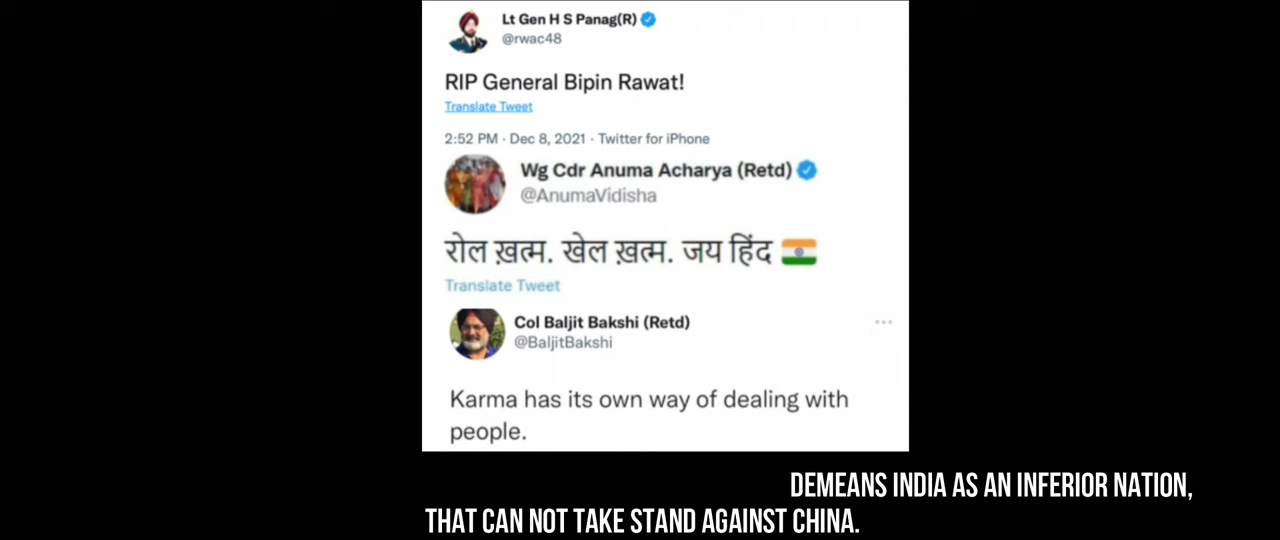 Lt Gen H S Panag(R)
@rwac48
RIP General Bipin Rawat!
Translate Tweet
2:52 PM · Dec 8, 2021 · Twitter for iPhone
Wg Cdr Anuma Acharya (Retd)
@AnumaVidisha
रोल ख़त्म. खेल ख़त्म. जय हिंद
Translate Tweet
Col Baljit Bakshi (Retd)
@BaljitBakshi
Karma has its own way of dealing with
people.
DEMEANS INDIA AS AN INFERIOR NATION,
THAT CAN NOT TAKE STAND AGAINST CHINA.